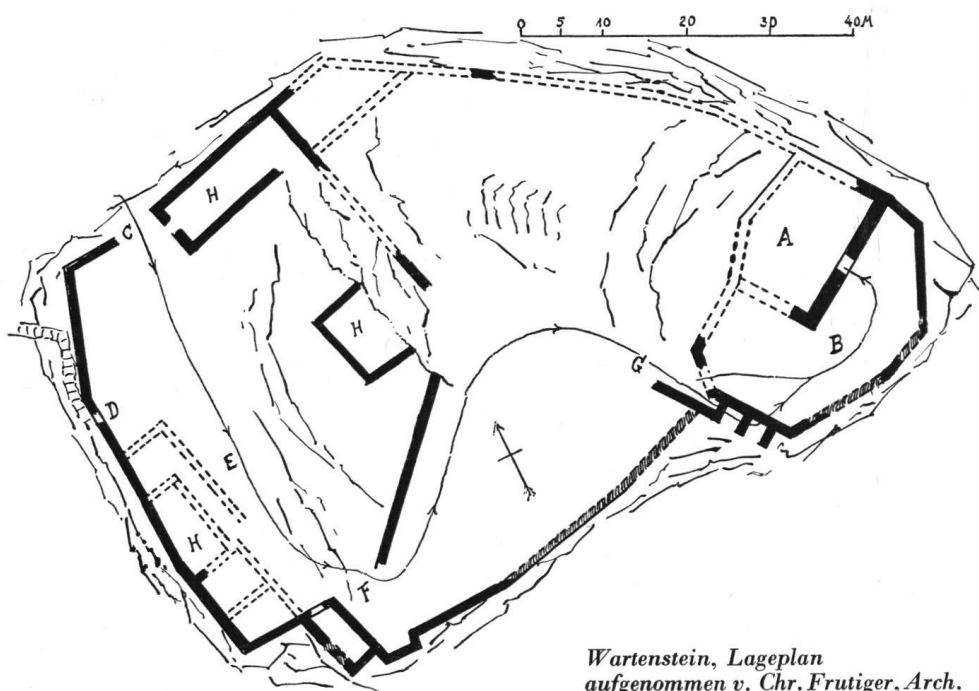 0 5 10 20 30 40M
H
A
C
H
B
G
D
E
H
F
Wartenstein, Lageplan
aufgenommen v. Chr. Frutiger, Arch.